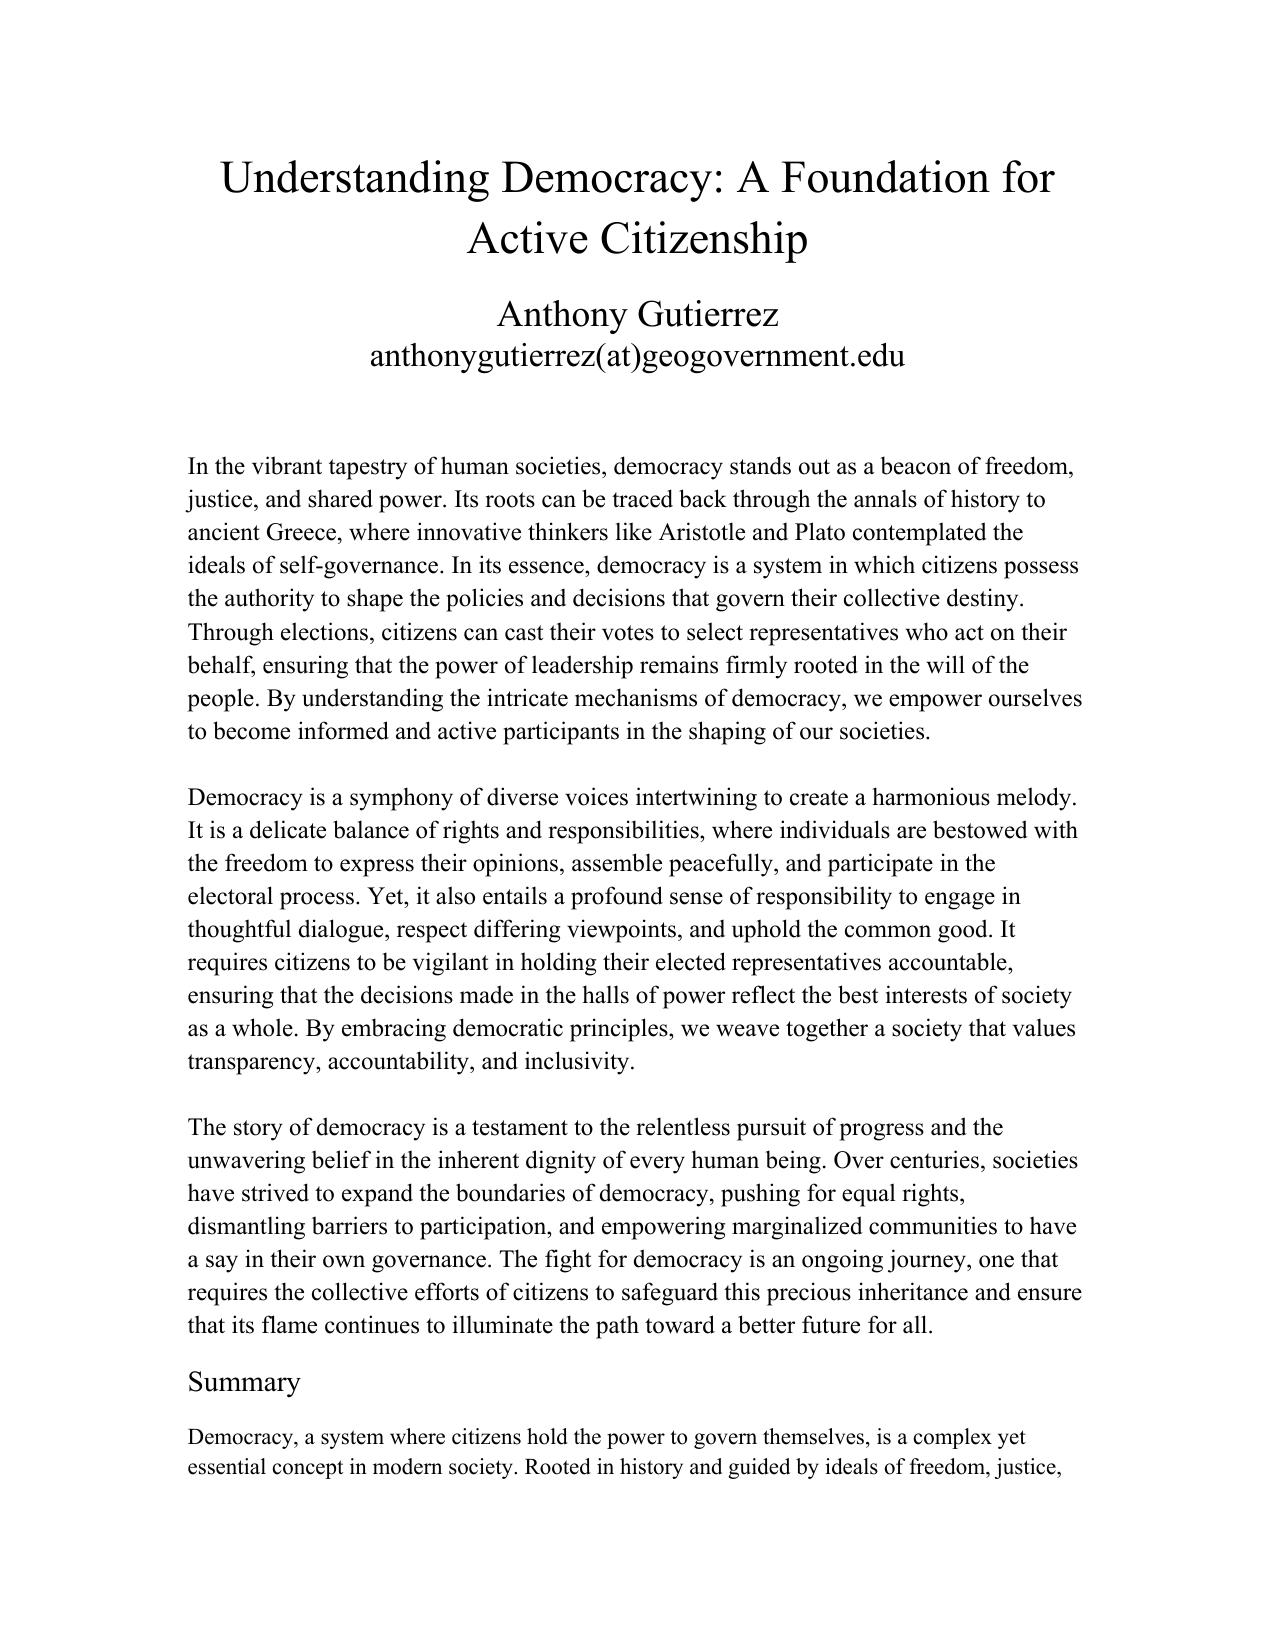 Understanding Democracy: A Foundation for
Active Citizenship
Anthony Gutierrez
anthonygutierrez(at)geogovernment.edu
In the vibrant tapestry of human societies, democracy stands out as a beacon of freedom,
justice, and shared power. Its roots can be traced back through the annals of history to
ancient Greece, where innovative thinkers like Aristotle and Plato contemplated the
ideals of self-governance. In its essence, democracy is a system in which citizens possess
the authority to shape the policies and decisions that govern their collective destiny.
Through elections, citizens can cast their votes to select representatives who act on their
behalf, ensuring that the power of leadership remains firmly rooted in the will of the
people. By understanding the intricate mechanisms of democracy, we empower ourselves
to become informed and active participants in the shaping of our societies.
Democracy is a symphony of diverse voices intertwining to create a harmonious melody.
It is a delicate balance of rights and responsibilities, where individuals are bestowed with
the freedom to express their opinions, assemble peacefully, and participate in the
electoral process. Yet, it also entails a profound sense of responsibility to engage in
thoughtful dialogue, respect differing viewpoints, and uphold the common good. It
requires citizens to be vigilant in holding their elected representatives accountable,
ensuring that the decisions made in the halls of power reflect the best interests of society
as a whole. By embracing democratic principles, we weave together a society that values
transparency, accountability, and inclusivity.
The story of democracy is a testament to the relentless pursuit of progress and the
unwavering belief in the inherent dignity of every human being. Over centuries, societies
have strived to expand the boundaries of democracy, pushing for equal rights,
dismantling barriers to participation, and empowering marginalized communities to have
a say in their own governance. The fight for democracy is an ongoing journey, one that
requires the collective efforts of citizens to safeguard this precious inheritance and ensure
that its flame continues to illuminate the path toward a better future for all.
Summary
Democracy, a system where citizens hold the power to govern themselves, is a complex yet
essential concept in modern society. Rooted in history and guided by ideals of freedom, justice,